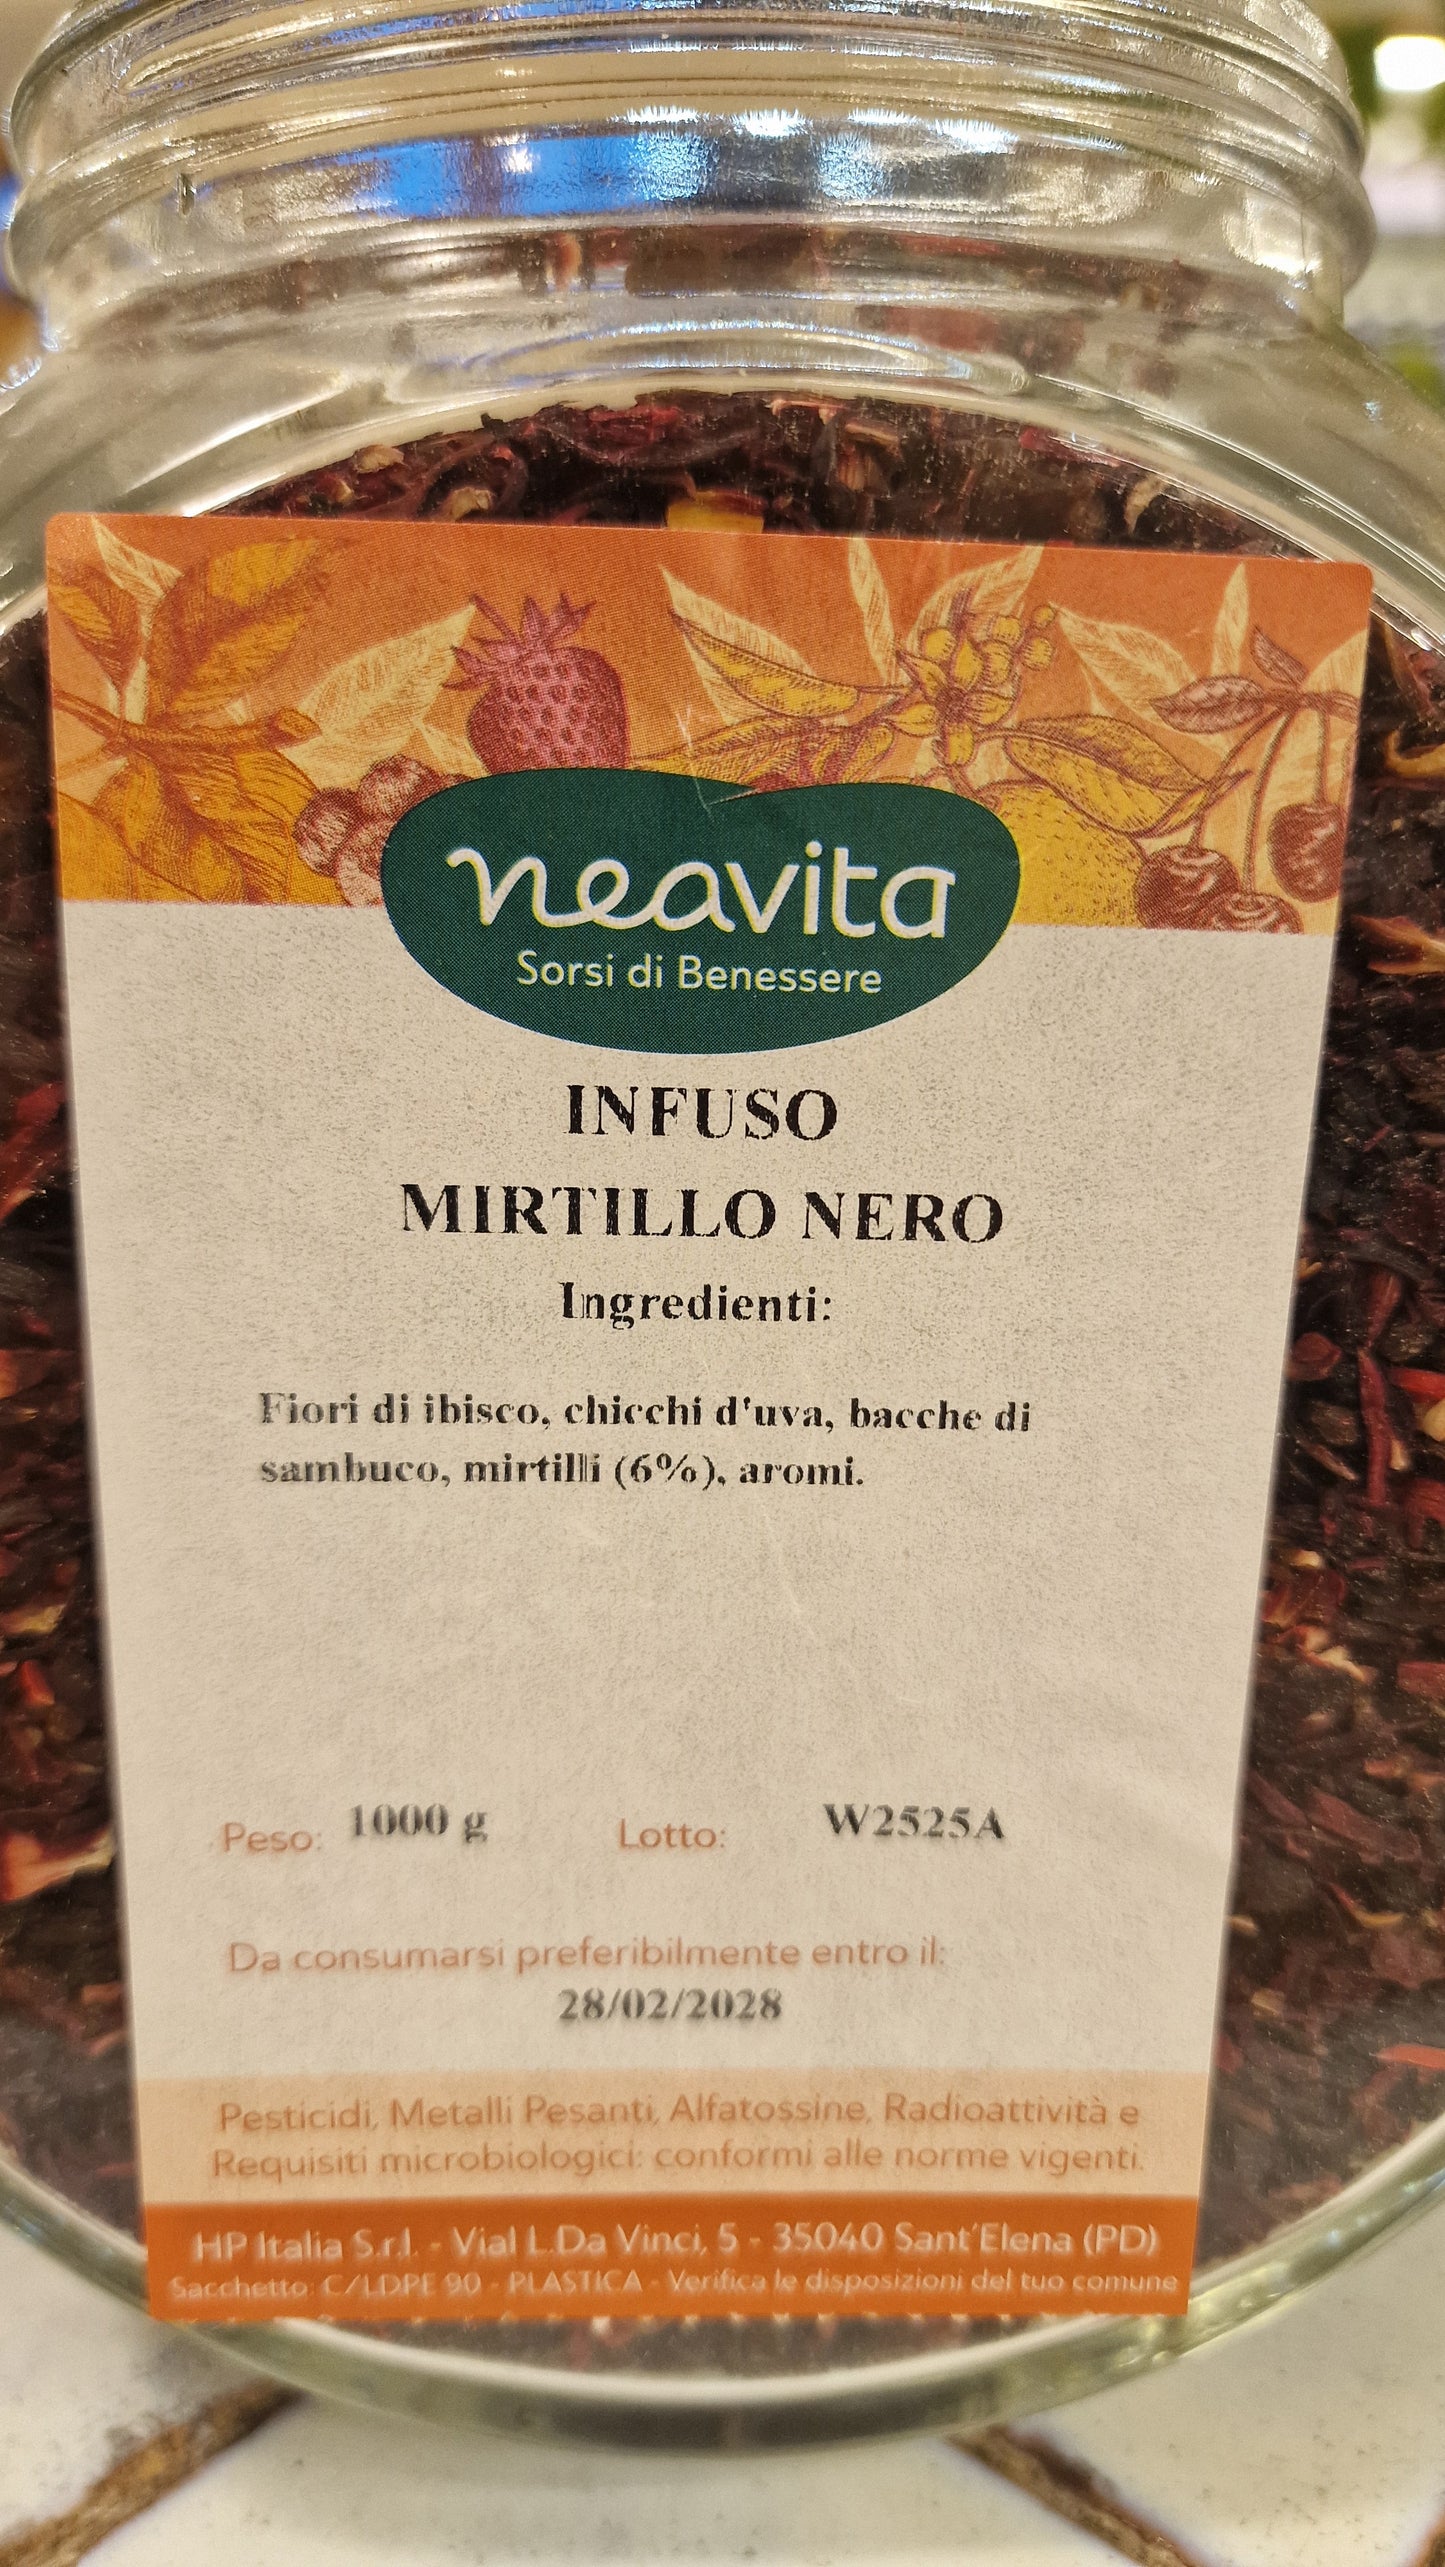 neavita
Sorsi di Benessere
INFUSO
MIRTILLO NERO
Ingredienti:
Fiori di ibisco, chicchi d'uva, bacche di
sambuco, mirtilli (6%), aromi.
Peso: 1000 g Lotto: W2525A
Da consumarsi preferibilmente entro il:
28/02/2028
Pesticidi, Metalli Pesanti, Alfatossine, Radioattività e
Requisiti microbiologici: conformi alle norme vigenti.
HP Italia S.r.l. - Vial L.Da Vinci, 5 - 35040 Sant'Elena (PD)
Sacchetto: C/LDPE 90 - PLASTICA - Verifica le disposizioni del tuo comune